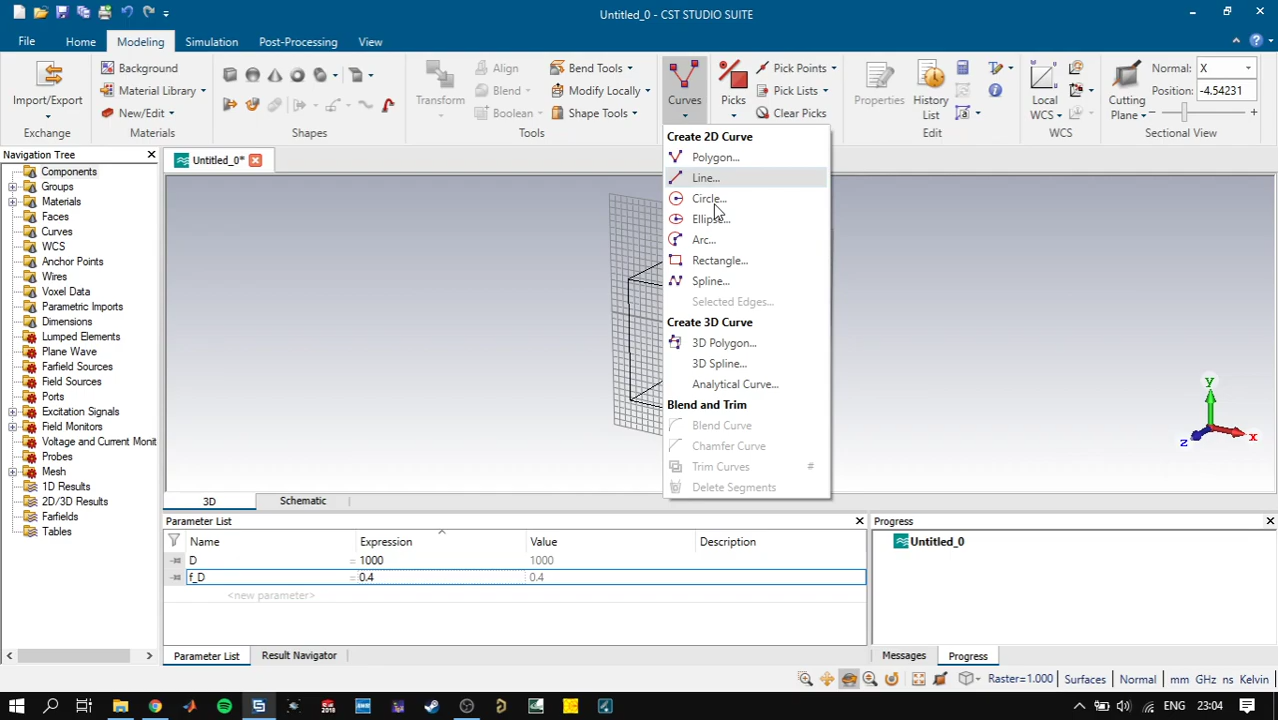 Untitled_0 - CST STUDIO SUITE
File Home Modeling Simulation Post-Processing View
Import/Export
Exchange
Background
Material Library
New/Edit
Materials
Shapes
Transform
Align
Blend
Boolean
Bend Tools
Modify Locally
Shape Tools
Tools
Curves
Picks
Pick Points
Pick Lists
Clear Picks
Properties
History List
Edit
Local WCS
WCS
Cutting Plane
Normal: X
Position: -4.54231
Sectional View
Navigation Tree
Components
Groups
Materials
Faces
Curves
WCS
Anchor Points
Wires
Voxel Data
Parametric Imports
Dimensions
Lumped Elements
Plane Wave
Farfield Sources
Field Sources
Ports
Excitation Signals
Field Monitors
Voltage and Current Monit
Probes
Mesh
1D Results
2D/3D Results
Farfields
Tables
Untitled_0*
Create 2D Curve
Polygon...
Line...
Circle...
Ellipse...
Arc...
Rectangle...
Spline...
Selected Edges...
Create 3D Curve
3D Polygon...
3D Spline...
Analytical Curve...
Blend and Trim
Blend Curve
Chamfer Curve
Trim Curves #
Delete Segments
y
x
z
3D Schematic
Parameter List
Name Expression Value Description
D = 1000 1000
f_D = 0.4 0.4
<new parameter>
Parameter List Result Navigator
Progress
Untitled_0
Messages Progress
Raster=1.000 Surfaces Normal mm GHz ns Kelvin
23:04